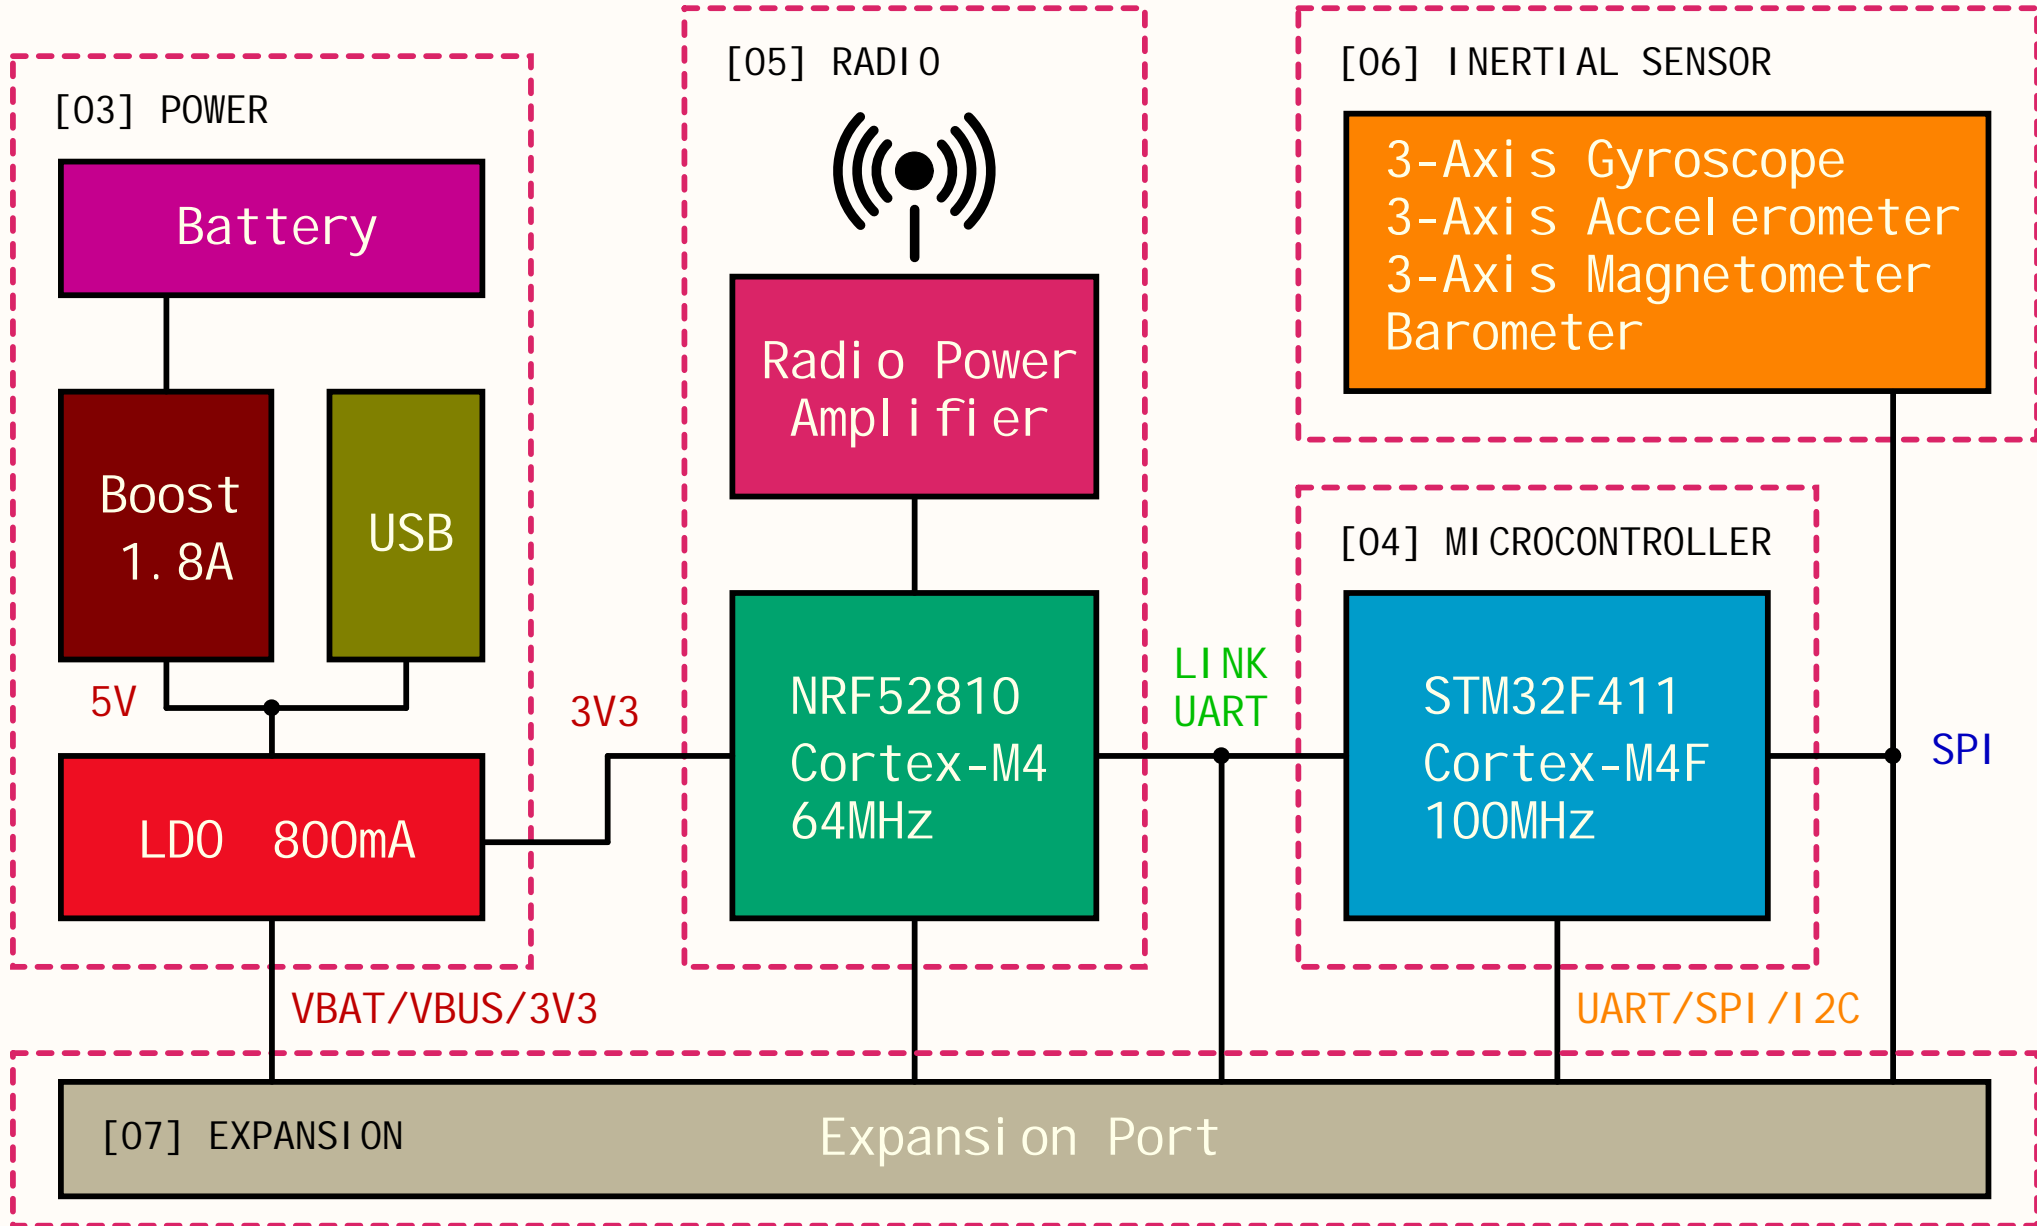 [03] POWER
Battery
Boost
1.8A
USB
5V
LDO 800mA
3V3
VBAT/VBUS/3V3
[05] RADIO
Radio Power
Amplifier
NRF52810
Cortex-M4
64MHz
LINK
UART
[06] INERTIAL SENSOR
3-Axis Gyroscope
3-Axis Accelerometer
3-Axis Magnetometer
Barometer
[04] MICROCONTROLLER
STM32F411
Cortex-M4F
100MHz
SPI
UART/SPI/I2C
[07] EXPANSION
Expansion Port